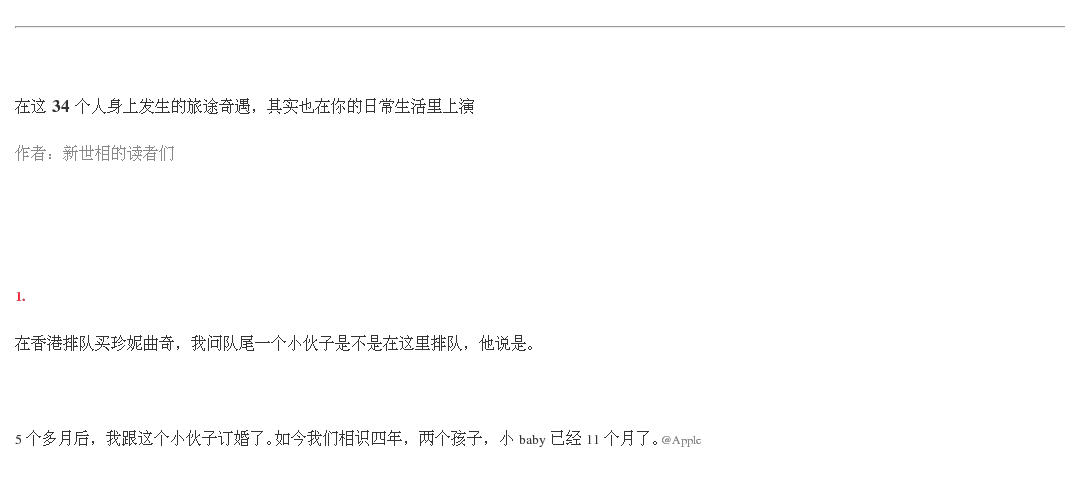 在这 34 个人身上发生的旅途奇遇，其实也在你的日常生活里上演
作者：新世相的读者们
1.
在香港排队买珍妮曲奇，我问队尾一个小伙子是不是在这里排队，他说是。
5 个多月后，我跟这个小伙子订婚了。如今我们相识四年，两个孩子，小 baby 已经 11 个月了。@Apple